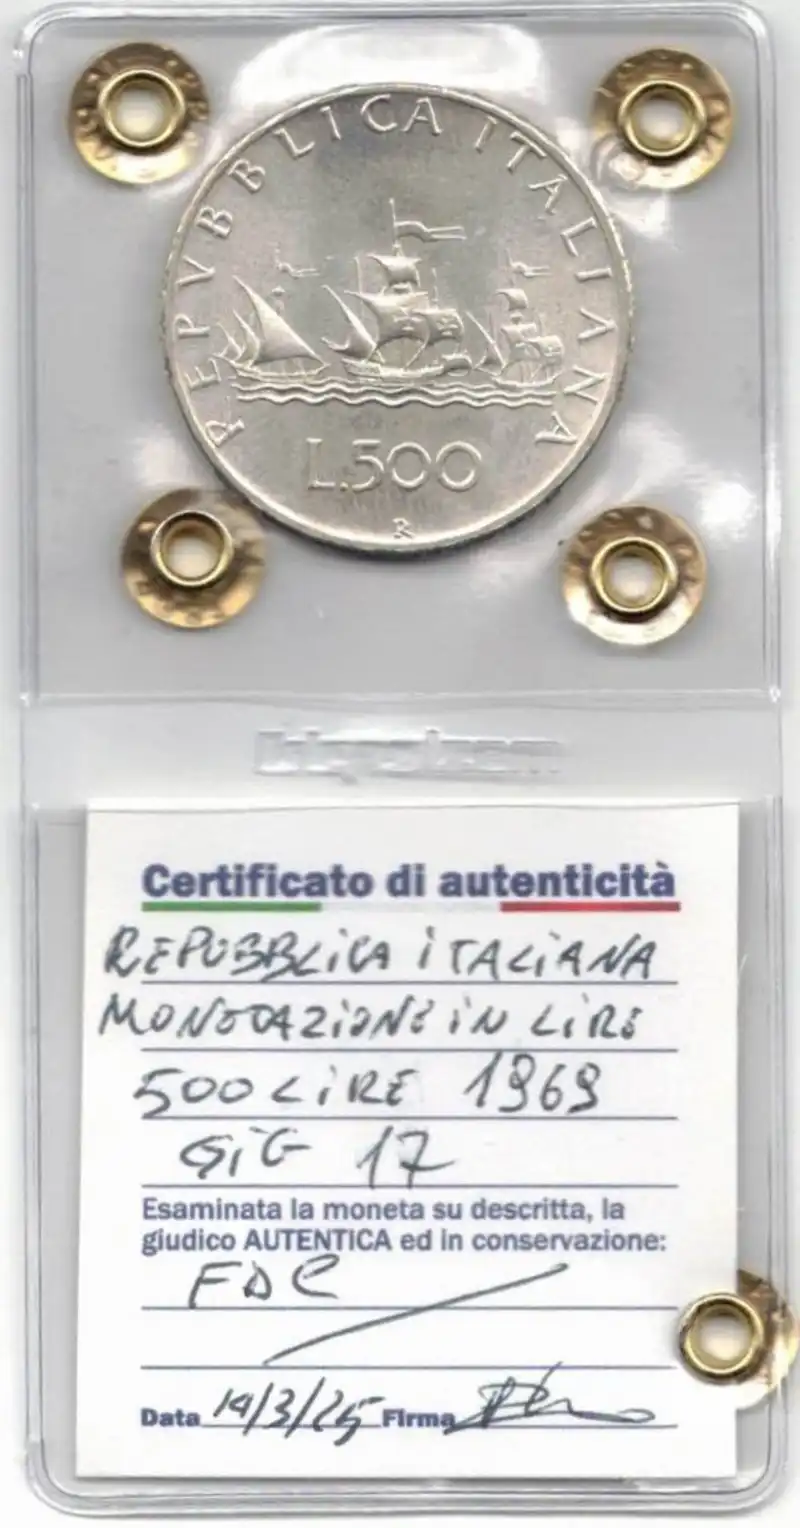 REPVBBLICA ITALIANA
L.500
R
Certificato di autenticità
REPUBBLICA ITALIANA
MONETAZIONE IN LIRE
500 LIRE 1969
GIG 17
Esaminata la moneta su descritta, la
giudico AUTENTICA ed in conservazione:
FDC
Data 14/3/25 Firma